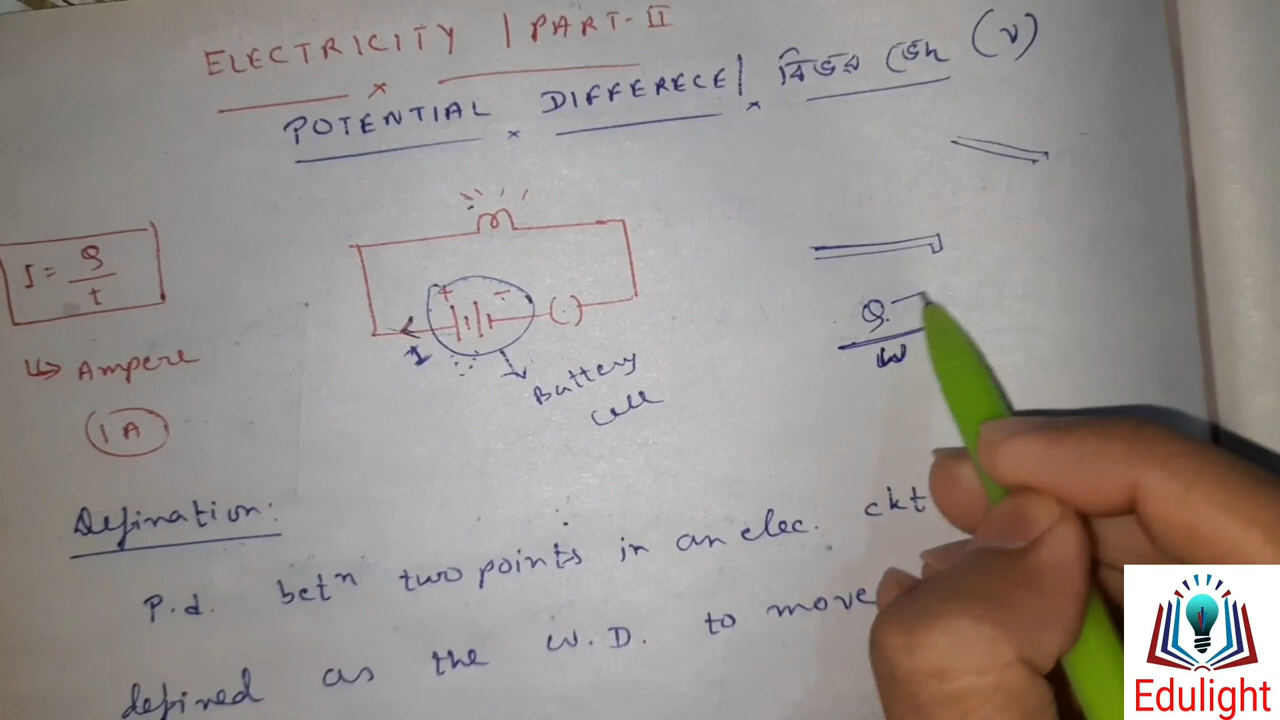 ELECTRICITY | PART-II
POTENTIAL DIFFERECE | বিভব ভেদ (V)
I = Q/t
↳ Ampere
1 A
+ -
( . )
I
Battery
cell
Q
W
Defination:
p.d. betⁿ two points in an elec. ckt
defined as the W.D. to move
Edulight